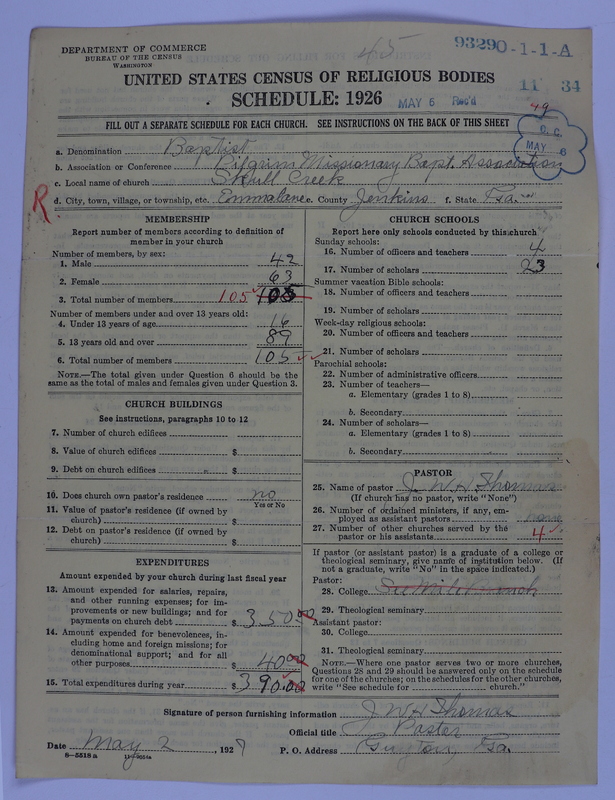 DEPARTMENT OF COMMERCE
BUREAU OF THE CENSUS
WASHINGTON
45
93290-1-1-A
UNITED STATES CENSUS OF RELIGIOUS BODIES
11 34
SCHEDULE: 1926
MAY 5 Rec'd
49
FILL OUT A SEPARATE SCHEDULE FOR EACH CHURCH. SEE INSTRUCTIONS ON THE BACK OF THIS SHEET
MAY 6
a. Denomination Baptist
b. Association or Conference Pilgrim Missionary Bapt. Association
c. Local name of church Skull Creek
R
d. City, town, village, or township, etc. Emmalane e. County Jenkins f. State Ga.
MEMBERSHIP
Report number of members according to definition of member in your church
Number of members, by sex:
1. Male 42
2. Female 63
3. Total number of members 105 105
Number of members under and over 13 years old:
4. Under 13 years of age 16
5. 13 years old and over 89
6. Total number of members 105
NOTE.—The total given under Question 6 should be the
same as the total of males and females given under Question 3.
CHURCH BUILDINGS
See instructions, paragraphs 10 to 12
7. Number of church edifices
8. Value of church edifices $
9. Debt on church edifices $
10. Does church own pastor's residence no
Yes or No
11. Value of pastor's residence (if owned by
church) $
12. Debt on pastor's residence (if owned by
church) $
EXPENDITURES
Amount expended by your church during last fiscal year
13. Amount expended for salaries, repairs,
and other running expenses; for im-
provements or new buildings; and for
payments on church debt $350.00
14. Amount expended for benevolences, in-
cluding home and foreign missions; for
denominational support; and for all
other purposes $40.00
15. Total expenditures during year $390.00
CHURCH SCHOOLS
Report here only schools conducted by this church
Sunday schools:
16. Number of officers and teachers 4
17. Number of scholars 23
Summer vacation Bible schools:
18. Number of officers and teachers
19. Number of scholars
Week-day religious schools:
20. Number of officers and teachers
21. Number of scholars
Parochial schools:
22. Number of administrative officers
23. Number of teachers—
a. Elementary (grades 1 to 8)
b. Secondary
24. Number of scholars—
a. Elementary (grades 1 to 8)
b. Secondary
PASTOR
25. Name of pastor J. W. H. Thomas
(If church has no pastor, write "None")
26. Number of ordained ministers, if any, em-
ployed as assistant pastors none
27. Number of other churches served by the
pastor or his assistants 4
If pastor (or assistant pastor) is a graduate of a college or
theological seminary, give name of institution below. (If
not a graduate, write "No" in the space indicated.)
Pastor:
28. College
29. Theological seminary
Assistant pastor:
30. College
31. Theological seminary
NOTE.—Where one pastor serves two or more churches,
Questions 28 and 29 should be answered only on the schedule
for one of the churches; on the schedules for the other churches,
write "See schedule for church."
Signature of person furnishing information J W H Thomas
Official title Pastor
Date May 2, 1927
P. O. Address Guyton, Ga.
8—5518 a